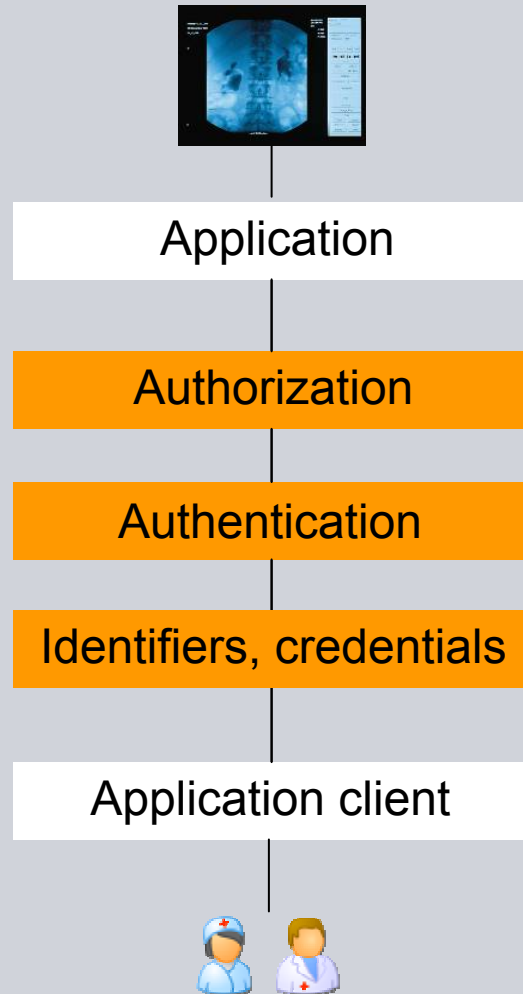 Application
Authorization
Authentication
Identifiers, credentials
Application client